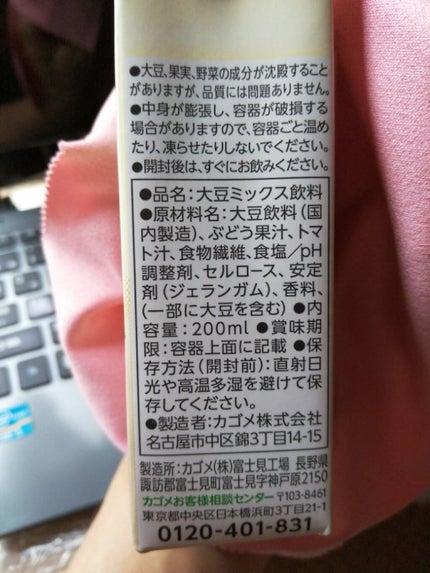 ●大豆、果実、野菜の成分が沈殿すること
がありますが、品質には問題ありません。
●中身が膨張し、容器が破損する
場合がありますので、容器ごと温め
たり、凍らせたりしないでください。
●開封後は、すぐにお飲みください。
●品名：大豆ミックス飲料
●原材料名：大豆飲料（国
内製造）、ぶどう果汁、トマ
ト汁、食物繊維、食塩／pH
調整剤、セルロース、安定
剤（ジェランガム）、香料、
（一部に大豆を含む）●内
容量：200ml ●賞味期
限：容器上面に記載 ●保
存方法（開封前）：直射日
光や高温多湿を避けて保
存してください。
●製造者：カゴメ株式会社
名古屋市中区錦3丁目14-15
製造所：カゴメ（株）富士見工場 長野県
諏訪郡富士見町富士見字神戸原2150
カゴメお客様相談センター 〒103-8461
東京都中央区日本橋浜町3丁目21-1
0120-401-831